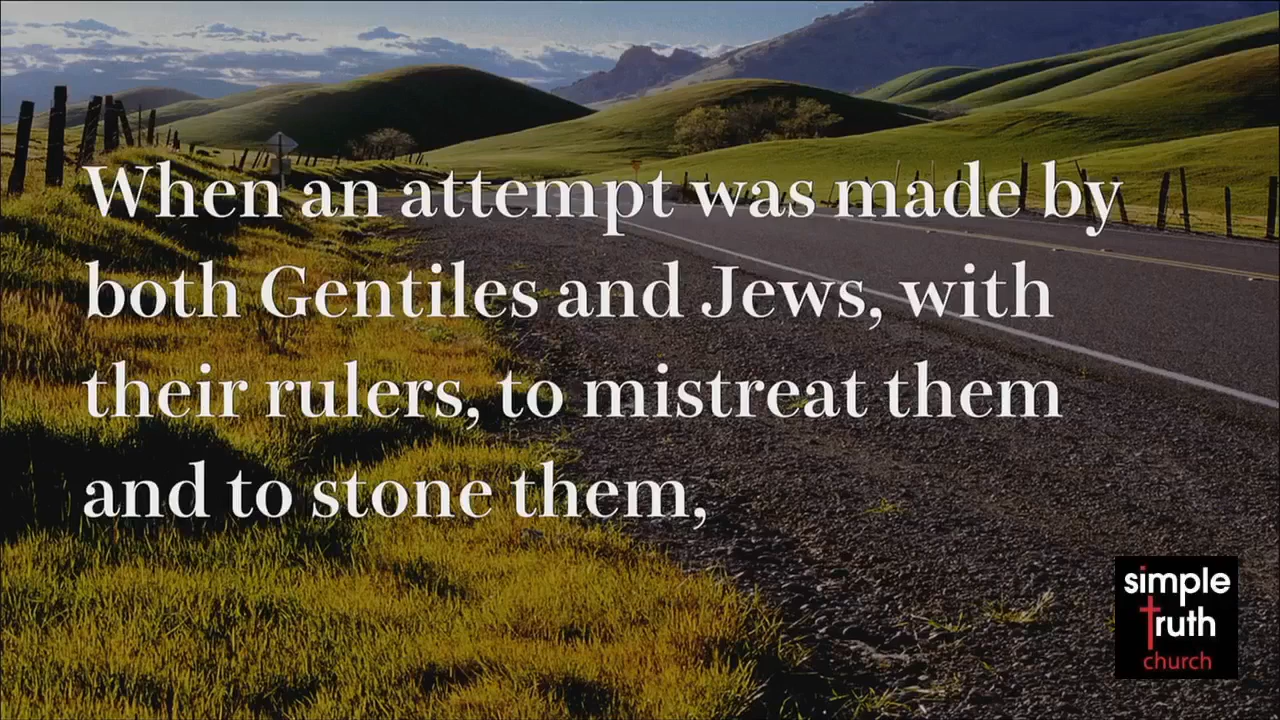 When an attempt was made by
both Gentiles and Jews, with
their rulers, to mistreat them
and to stone them,
simple
truth
church